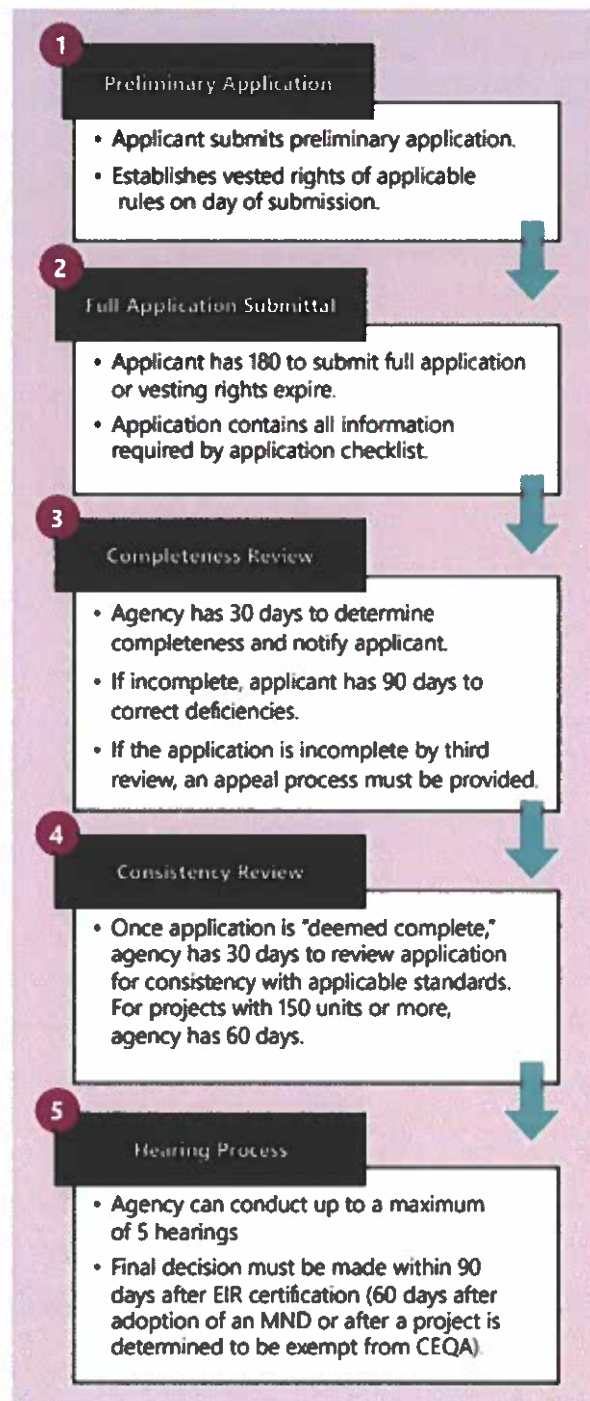 1
Preliminary Application
• Applicant submits preliminary application.
• Establishes vested rights of applicable
rules on day of submission.
2
Full Application Submittal
• Applicant has 180 to submit full application
or vesting rights expire.
• Application contains all information
required by application checklist.
3
Completeness Review
• Agency has 30 days to determine
completeness and notify applicant.
• If incomplete, applicant has 90 days to
correct deficiencies.
• If the application is incomplete by third
review, an appeal process must be provided.
4
Consistency Review
• Once application is "deemed complete,"
agency has 30 days to review application
for consistency with applicable standards.
For projects with 150 units or more,
agency has 60 days.
5
Hearing Process
• Agency can conduct up to a maximum
of 5 hearings
• Final decision must be made within 90
days after EIR certification (60 days after
adoption of an MND or after a project is
determined to be exempt from CEQA)